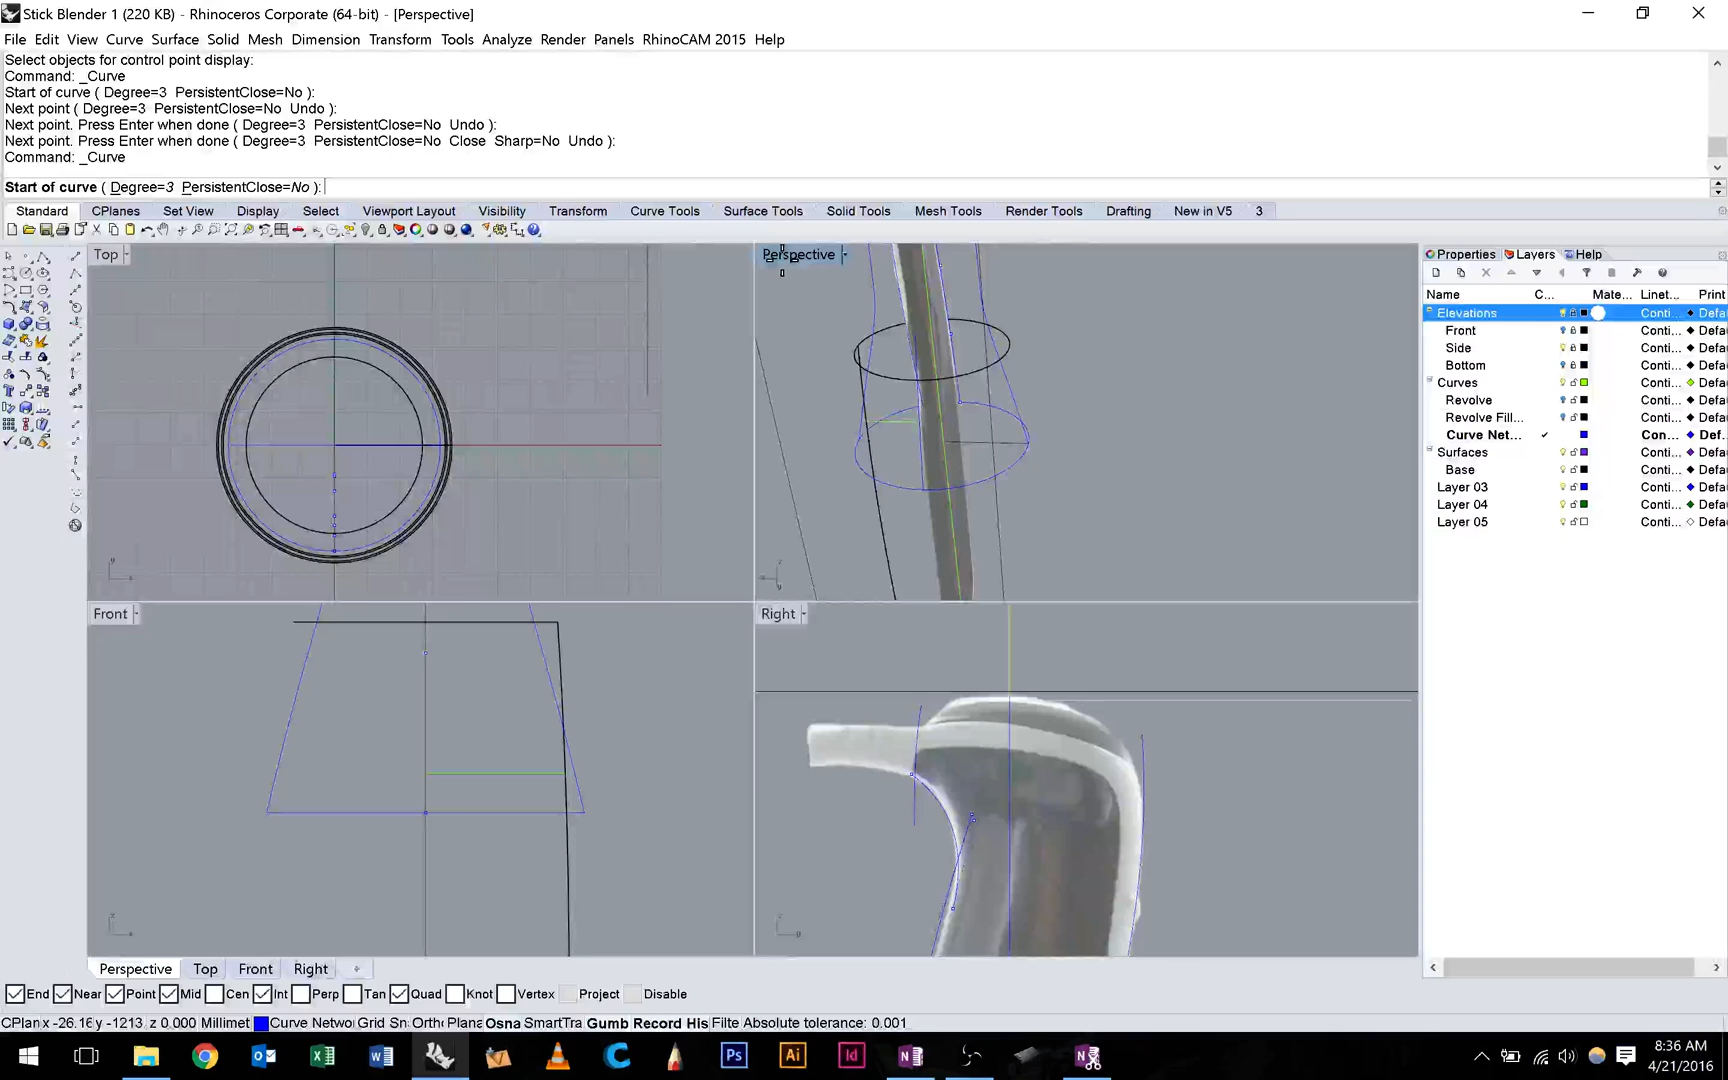 Stick Blender 1 (220 KB) - Rhinoceros Corporate (64-bit) - [Perspective]
File Edit View Curve Surface Solid Mesh Dimension Transform Tools Analyze Render Panels RhinoCAM 2015 Help
Select objects for control point display:
Command: _Curve
Start of curve ( Degree=3 PersistentClose=No ):
Next point ( Degree=3 PersistentClose=No Undo ):
Next point. Press Enter when done ( Degree=3 PersistentClose=No Undo ):
Next point. Press Enter when done ( Degree=3 PersistentClose=No Close Sharp=No Undo ):
Command: _Curve
Start of curve ( Degree=3 PersistentClose=No ):
Standard CPlanes Set View Display Select Viewport Layout Visibility Transform Curve Tools Surface Tools Solid Tools Mesh Tools Render Tools Drafting New in V5 3
Top
Perspective
Front
Right
Properties Layers Help
Name C... Mate... Linet... Print
Elevations Conti... Defa
Front Conti... Defa
Side Conti... Defa
Bottom Conti... Defa
Curves Conti... Defa
Revolve Conti... Defa
Revolve Fill... Conti... Defa
Curve Net... Con... Def.
Surfaces Conti... Defa
Base Conti... Defa
Layer 03 Conti... Defa
Layer 04 Conti... Defa
Layer 05 Conti... Defa
Perspective Top Front Right
End Near Point Mid Cen Int Perp Tan Quad Knot Vertex Project Disable
CPlan x -26.16 y -1213. z 0.000 Millimet Curve Netwo Grid Sn Orth Plana Osna SmartTra Gumb Record His Filte Absolute tolerance: 0.001
8:36 AM
4/21/2016